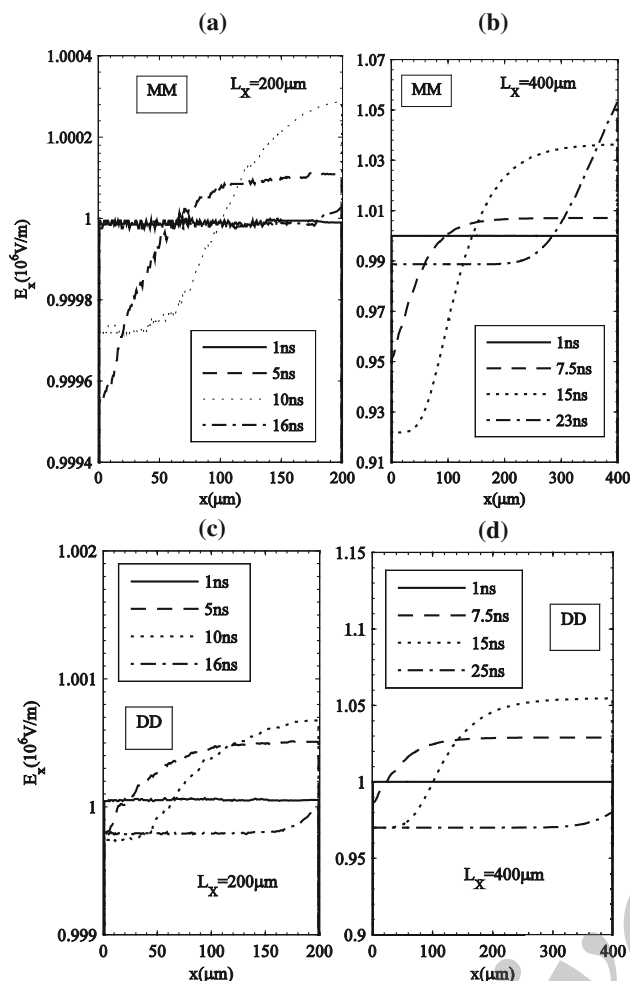 (a)
1.0004
MM
L_x=200μm
1.0002
1
0.9998
0.9996
0.9994
E_x(10^6V/m)
1ns
5ns
10ns
16ns
0 50 100 150 200
x(μm)
(b)
1.07
MM
L_x=400μm
1.05
1.03
1.01
0.99
0.97
0.95
0.93
0.91
1ns
7.5ns
15ns
23ns
0 100 200 300 400
x(μm)
(c)
1.002
1ns
5ns
10ns
16ns
1.001
DD
1
0.999
E_x(10^6V/m)
L_x=200μm
0 50 100 150 200
x(μm)
(d)
1.15
1ns
7.5ns
15ns
25ns
DD
1.1
1.05
1
0.95
0.9
L_x=400μm
0 100 200 300 400
x(μm)